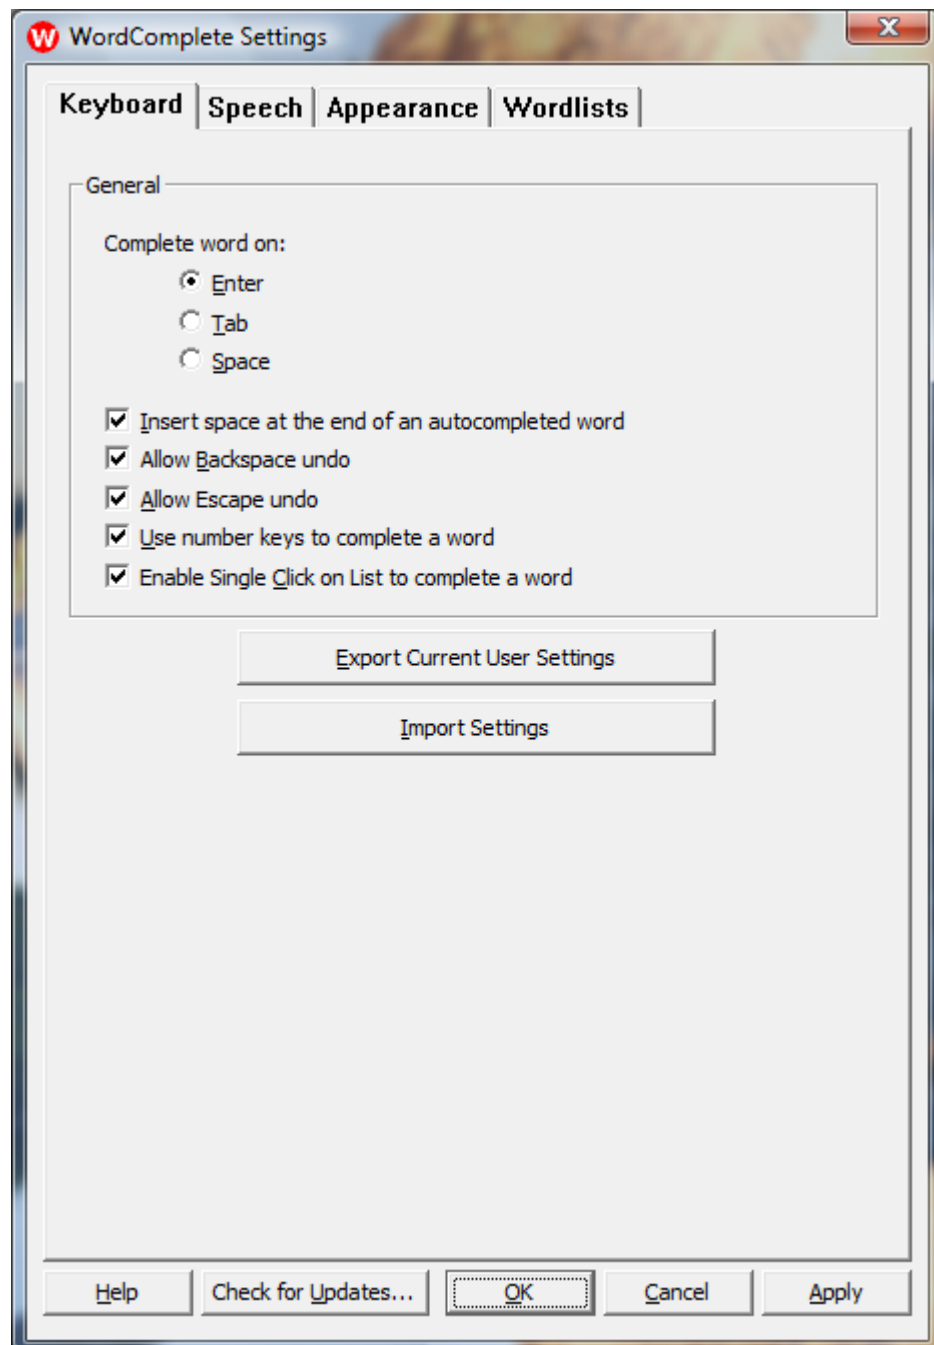 W WordComplete Settings X
Keyboard Speech Appearance Wordlists
General
Complete word on:
Enter
Tab
Space
Insert space at the end of an autocompleted word
Allow Backspace undo
Allow Escape undo
Use number keys to complete a word
Enable Single Click on List to complete a word
Export Current User Settings
Import Settings
Help Check for Updates... OK Cancel Apply